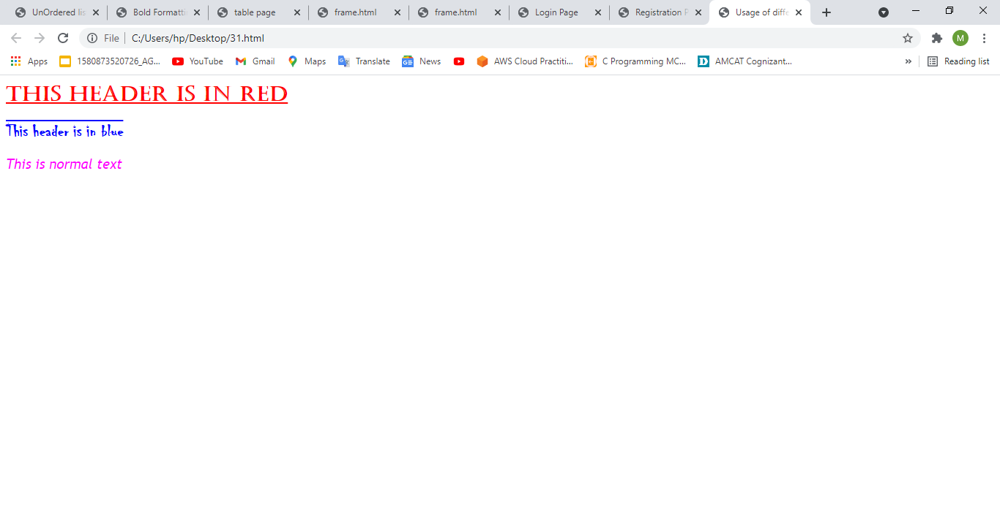 UnOrdered lis
Bold Formatti
table page
frame.html
frame.html
Login Page
Registration P
Usage of diffe
File
C:/Users/hp/Desktop/31.html
M
Apps
1580873520726_AG...
YouTube
Gmail
Maps
Translate
News
AWS Cloud Practiti...
C Programming MC...
AMCAT Cognizant...
»
Reading list
THIS HEADER IS IN RED
This header is in blue
This is normal text